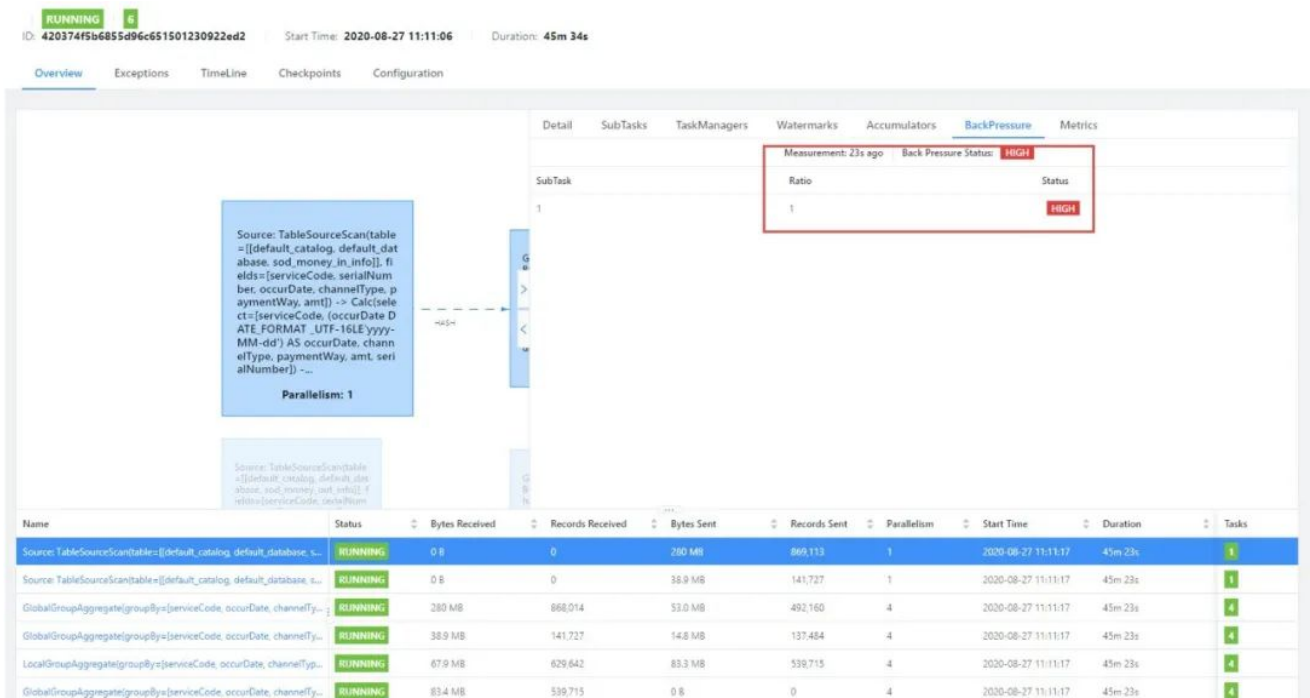 RUNNING 6
ID: 420374f5b6855d96c651501230922ed2 Start Time: 2020-08-27 11:11:06 Duration: 45m 34s
Overview Exceptions TimeLine Checkpoints Configuration
Detail SubTasks TaskManagers Watermarks Accumulators BackPressure Metrics
Measurement: 23s ago Back Pressure Status: HIGH
SubTask Ratio Status
1 1 HIGH
Source: TableSourceScan(table
=[[default_catalog, default_dat
abase, sod_money_in_info]], fi
elds=[serviceCode, serialNum
ber, occurDate, channelType, p
aymentWay, amt]) -> Calc(sele
ct=[serviceCode, (occurDate D
ATE_FORMAT _UTF-16LE'yyyy-
MM-dd') AS occurDate, chann
elType, paymentWay, amt, seri
alNumber]) -...
Parallelism: 1
HASH
Source: TableSourceScan(table
=[[default_catalog, default_dat
Name Status Bytes Received Records Received Bytes Sent Records Sent Parallelism Start Time Duration Tasks
Source: TableSourceScan(table=[[default_catalog, default_database, s... RUNNING 0 B 0 280 MB 869,113 1 2020-08-27 11:11:17 45m 23s 1
Source: TableSourceScan(table=[[default_catalog, default_database, s... RUNNING 0 B 0 38.9 MB 141,727 1 2020-08-27 11:11:17 45m 23s 1
GlobalGroupAggregate(groupBy=[serviceCode, occurDate, channelTy... RUNNING 280 MB 868,014 53.0 MB 492,160 4 2020-08-27 11:11:17 45m 23s 4
GlobalGroupAggregate(groupBy=[serviceCode, occurDate, channelTy... RUNNING 38.9 MB 141,727 14.8 MB 137,484 4 2020-08-27 11:11:17 45m 23s 4
LocalGroupAggregate(groupBy=[serviceCode, occurDate, channelTyp... RUNNING 67.9 MB 629,642 83.3 MB 539,715 4 2020-08-27 11:11:17 45m 23s 4
GlobalGroupAggregate(groupBy=[serviceCode, occurDate, channelTy... RUNNING 83.4 MB 539,715 0 B 0 4 2020-08-27 11:11:17 45m 23s 4